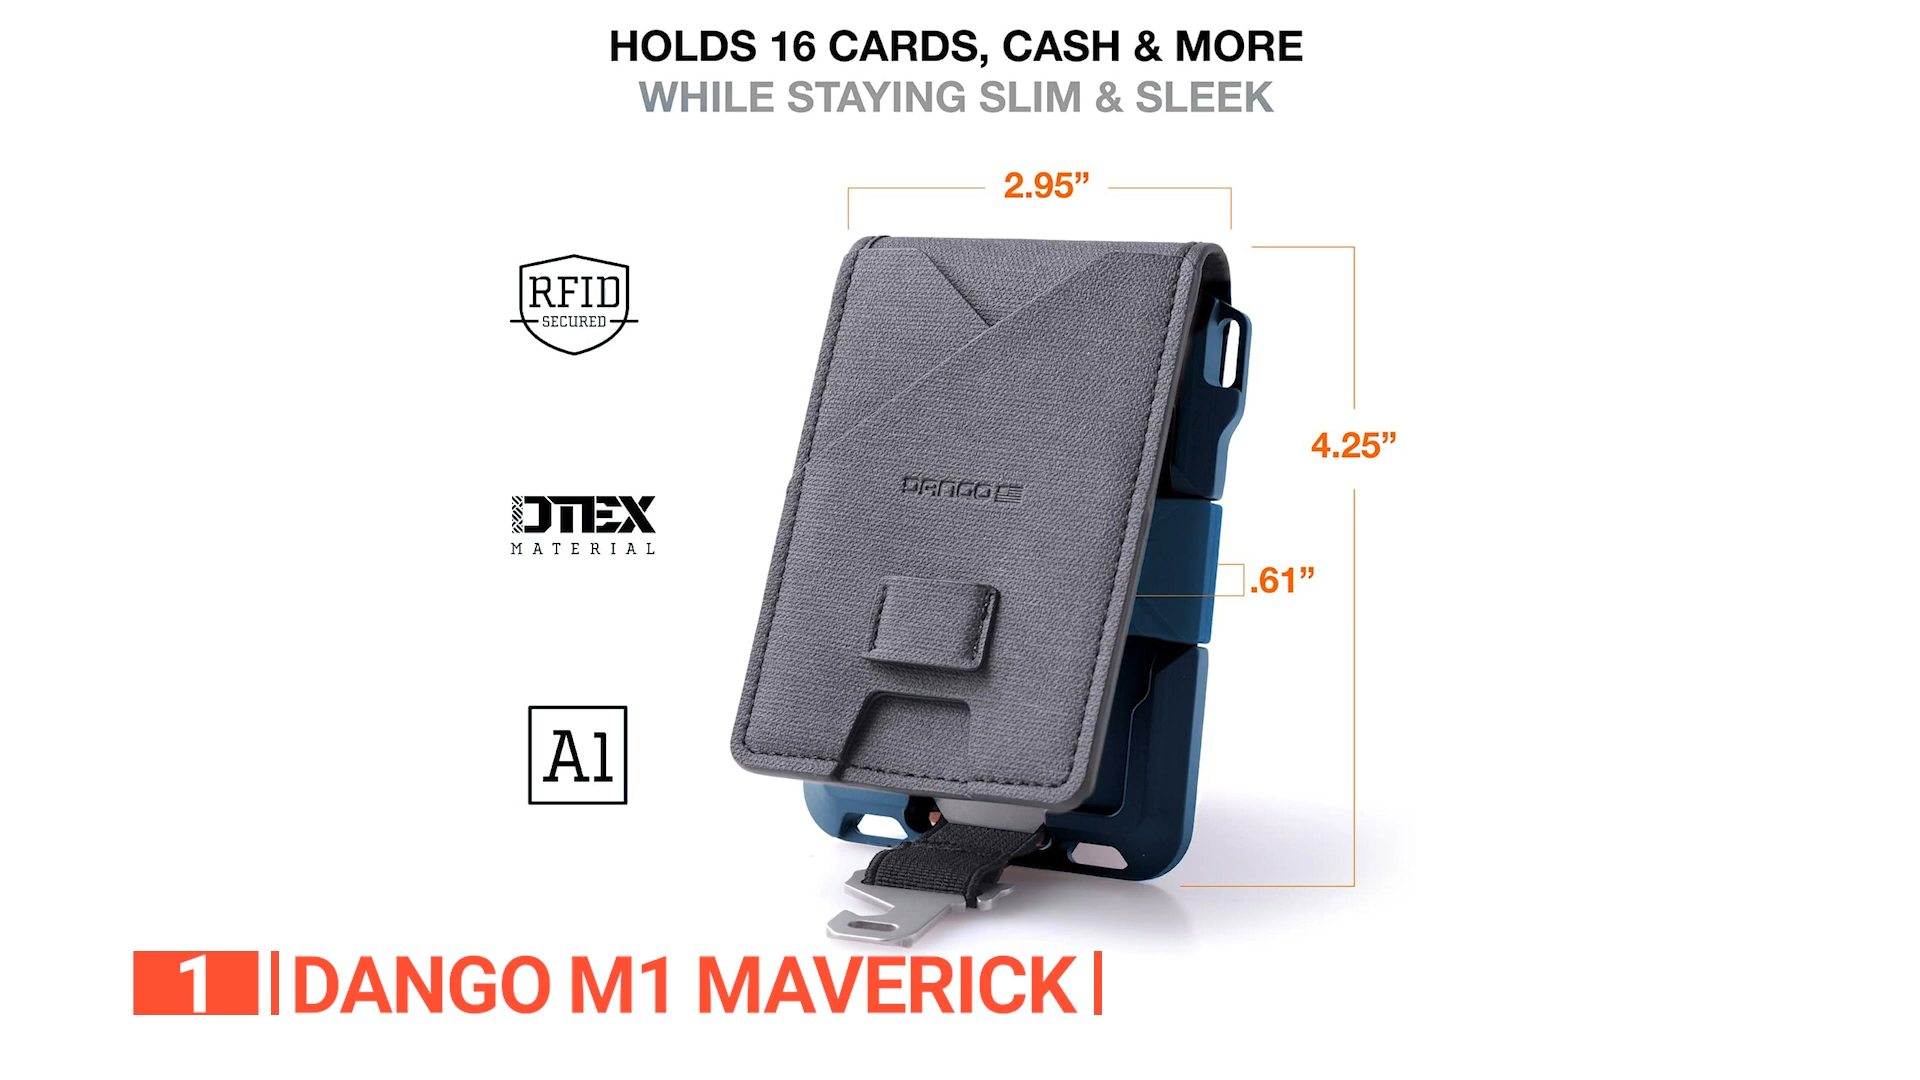 HOLDS 16 CARDS, CASH & MORE
WHILE STAYING SLIM & SLEEK
2.95”
RFID
SECURED
4.25”
DANGO
DTEX
MATERIAL
.61”
Al
1 DANGO M1 MAVERICK